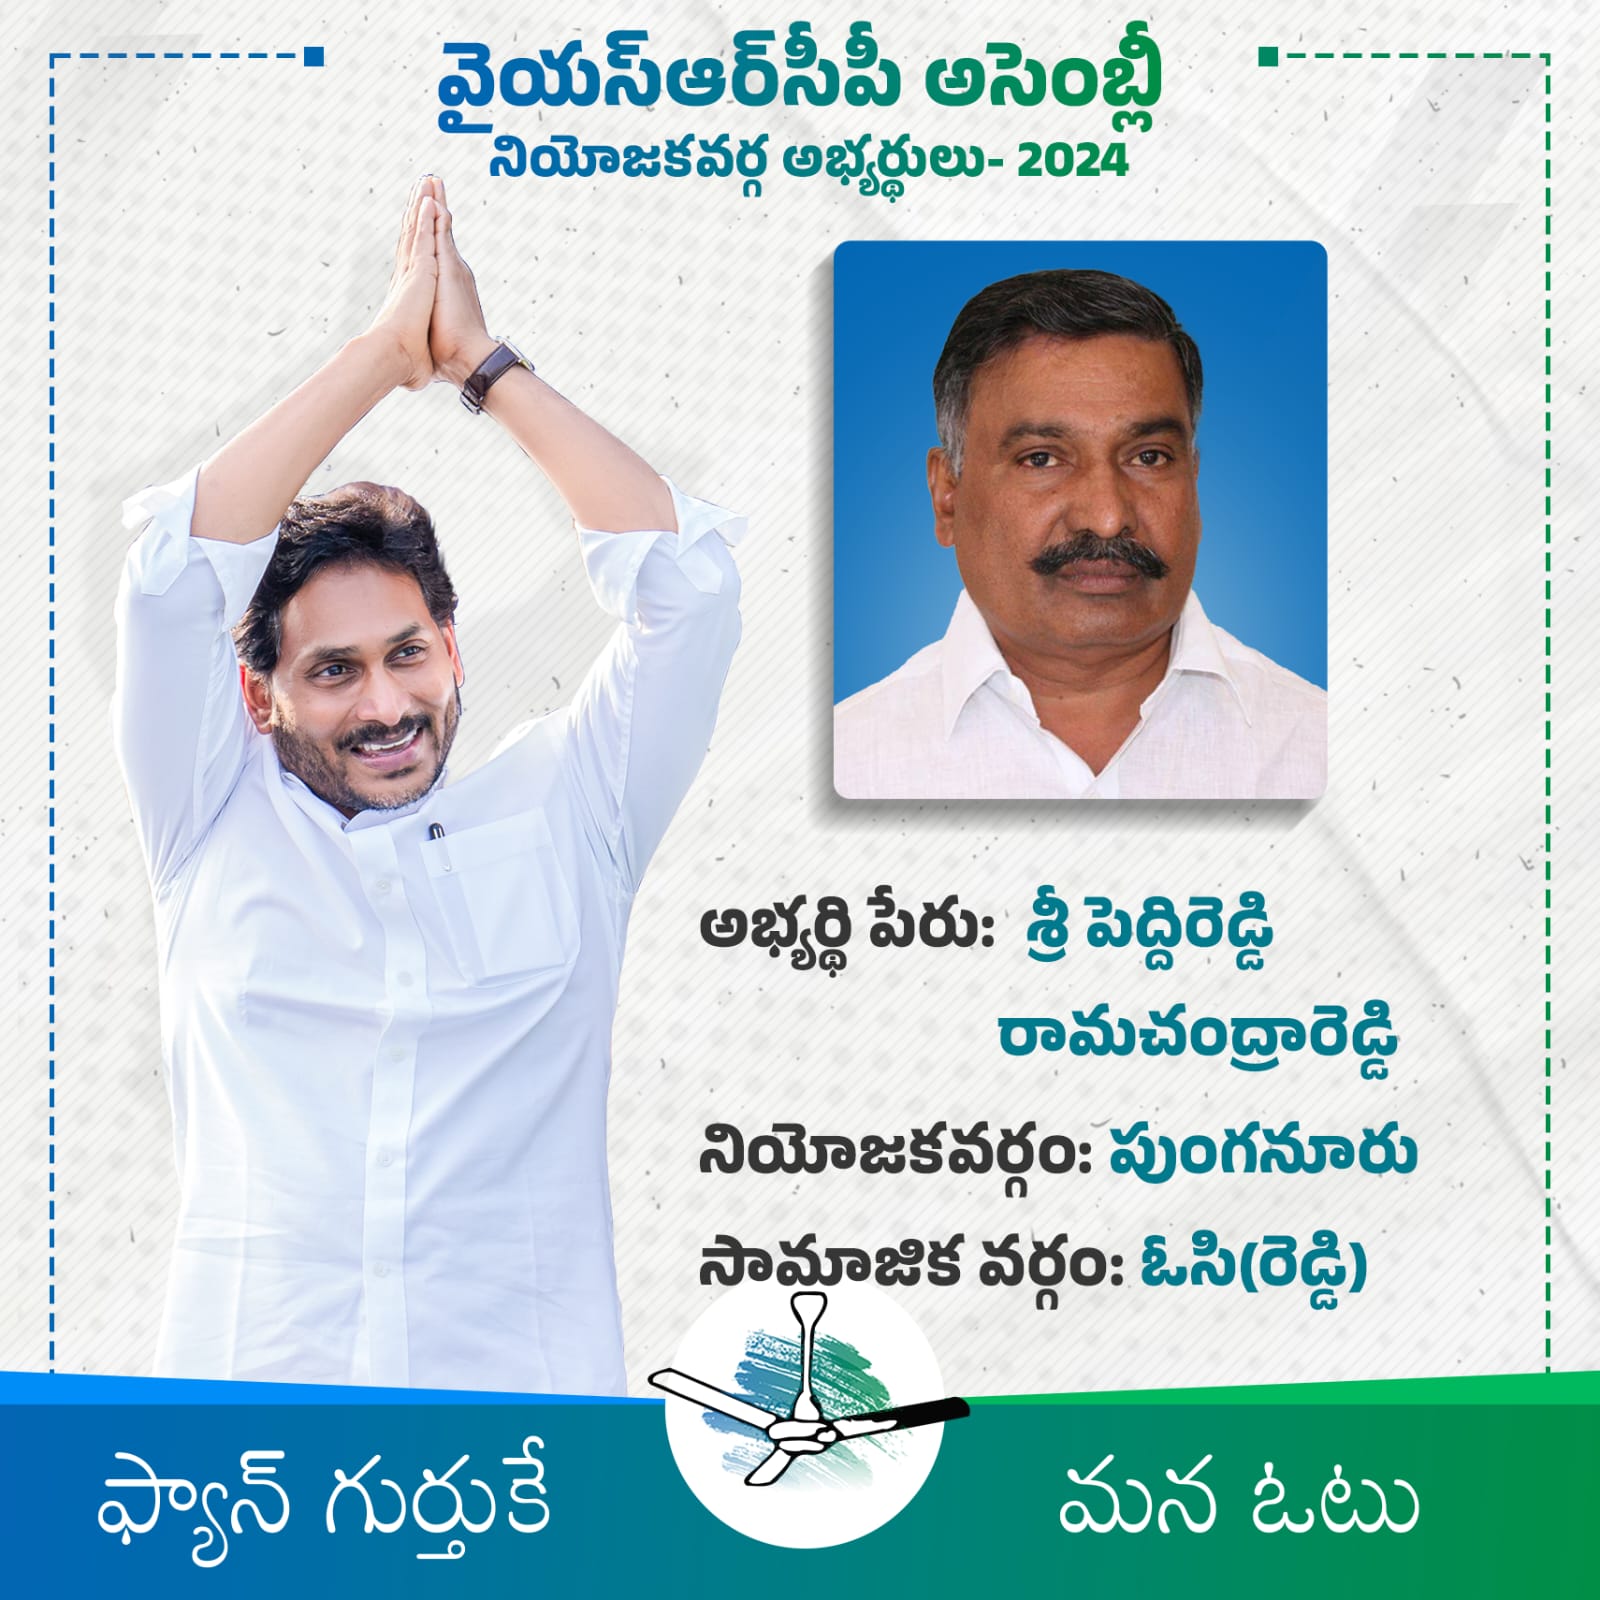 వైయస్ఆర్‌సీపీ అసెంబ్లీ
నియోజకవర్గ అభ్యర్థులు- 2024
అభ్యర్థి పేరు: శ్రీ పెద్దిరెడ్డి
రామచంద్రారెడ్డి
నియోజకవర్గం: పుంగనూరు
సామాజిక వర్గం: ఓసి(రెడ్డి)
ఫ్యాన్ గుర్తుకే మన ఓటు